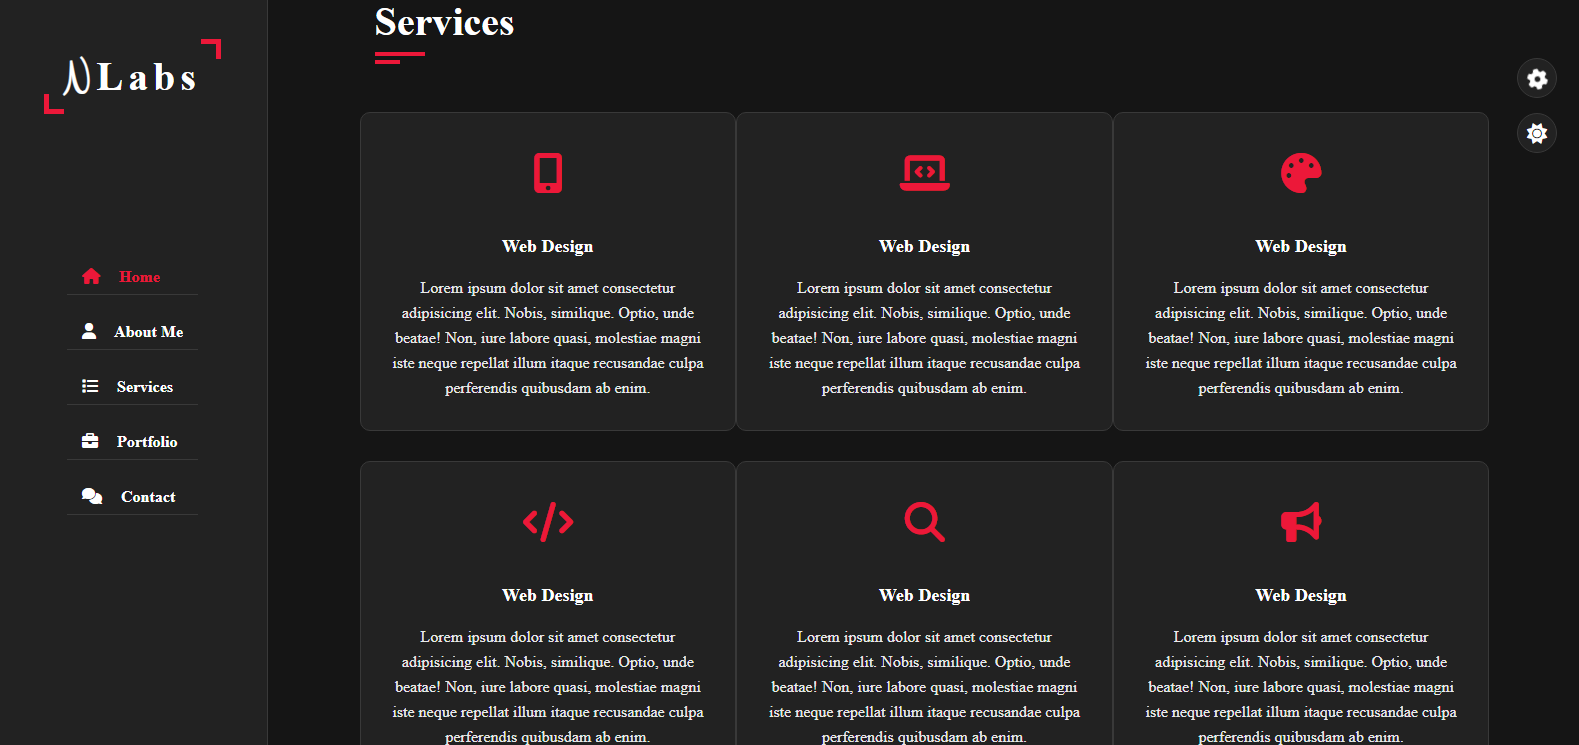 NLabs
Home
About Me
Services
Portfolio
Contact
Services
Web Design
Lorem ipsum dolor sit amet consectetur
adipisicing elit. Nobis, similique. Optio, unde
beatae! Non, iure labore quasi, molestiae magni
iste neque repellat illum itaque recusandae culpa
perferendis quibusdam ab enim.
Web Design
Lorem ipsum dolor sit amet consectetur
adipisicing elit. Nobis, similique. Optio, unde
beatae! Non, iure labore quasi, molestiae magni
iste neque repellat illum itaque recusandae culpa
perferendis quibusdam ab enim.
Web Design
Lorem ipsum dolor sit amet consectetur
adipisicing elit. Nobis, similique. Optio, unde
beatae! Non, iure labore quasi, molestiae magni
iste neque repellat illum itaque recusandae culpa
perferendis quibusdam ab enim.
Web Design
Lorem ipsum dolor sit amet consectetur
adipisicing elit. Nobis, similique. Optio, unde
beatae! Non, iure labore quasi, molestiae magni
iste neque repellat illum itaque recusandae culpa
perferendis quibusdam ab enim.
Web Design
Lorem ipsum dolor sit amet consectetur
adipisicing elit. Nobis, similique. Optio, unde
beatae! Non, iure labore quasi, molestiae magni
iste neque repellat illum itaque recusandae culpa
perferendis quibusdam ab enim.
Web Design
Lorem ipsum dolor sit amet consectetur
adipisicing elit. Nobis, similique. Optio, unde
beatae! Non, iure labore quasi, molestiae magni
iste neque repellat illum itaque recusandae culpa
perferendis quibusdam ab enim.